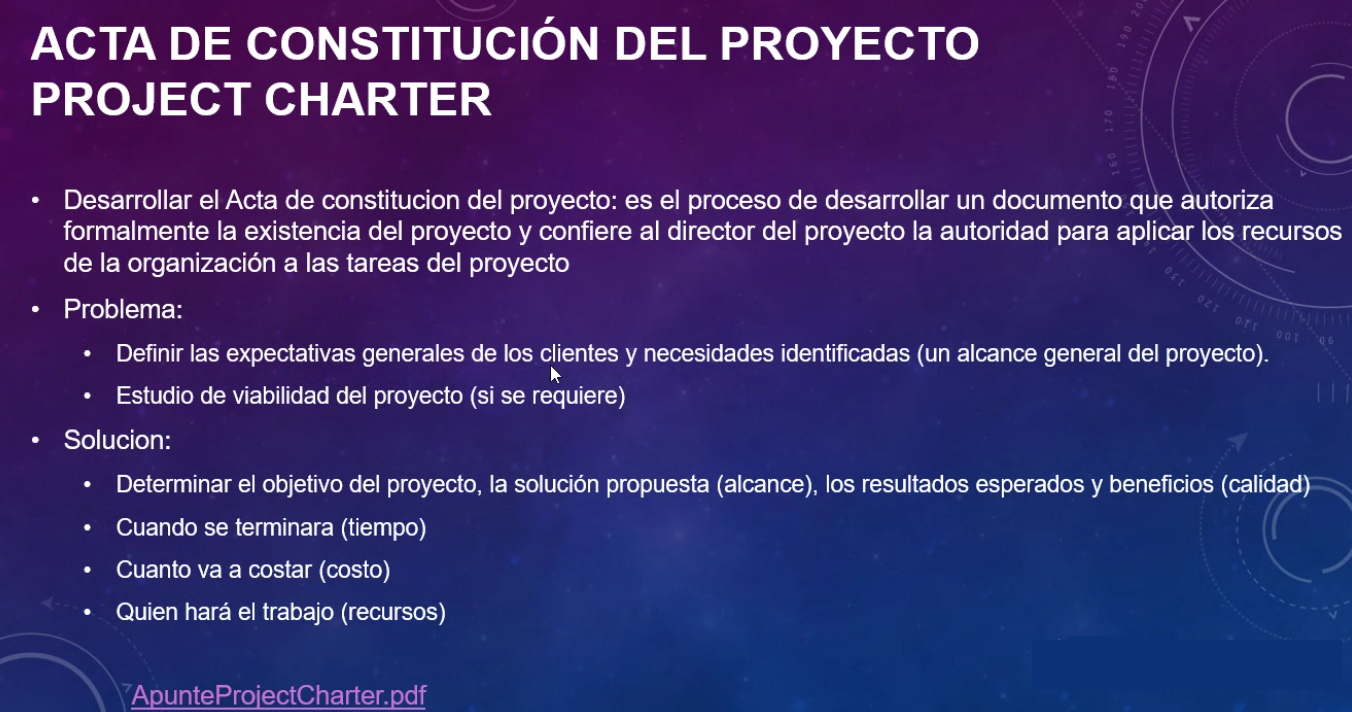 ACTA DE CONSTITUCIÓN DEL PROYECTO
PROJECT CHARTER
• Desarrollar el Acta de constitucion del proyecto: es el proceso de desarrollar un documento que autoriza
formalmente la existencia del proyecto y confiere al director del proyecto la autoridad para aplicar los recursos
de la organización a las tareas del proyecto
• Problema:
• Definir las expectativas generales de los clientes y necesidades identificadas (un alcance general del proyecto).
• Estudio de viabilidad del proyecto (si se requiere)
• Solucion:
• Determinar el objetivo del proyecto, la solución propuesta (alcance), los resultados esperados y beneficios (calidad)
• Cuando se terminara (tiempo)
• Cuanto va a costar (costo)
• Quien hará el trabajo (recursos)
ApunteProjectCharter.pdf